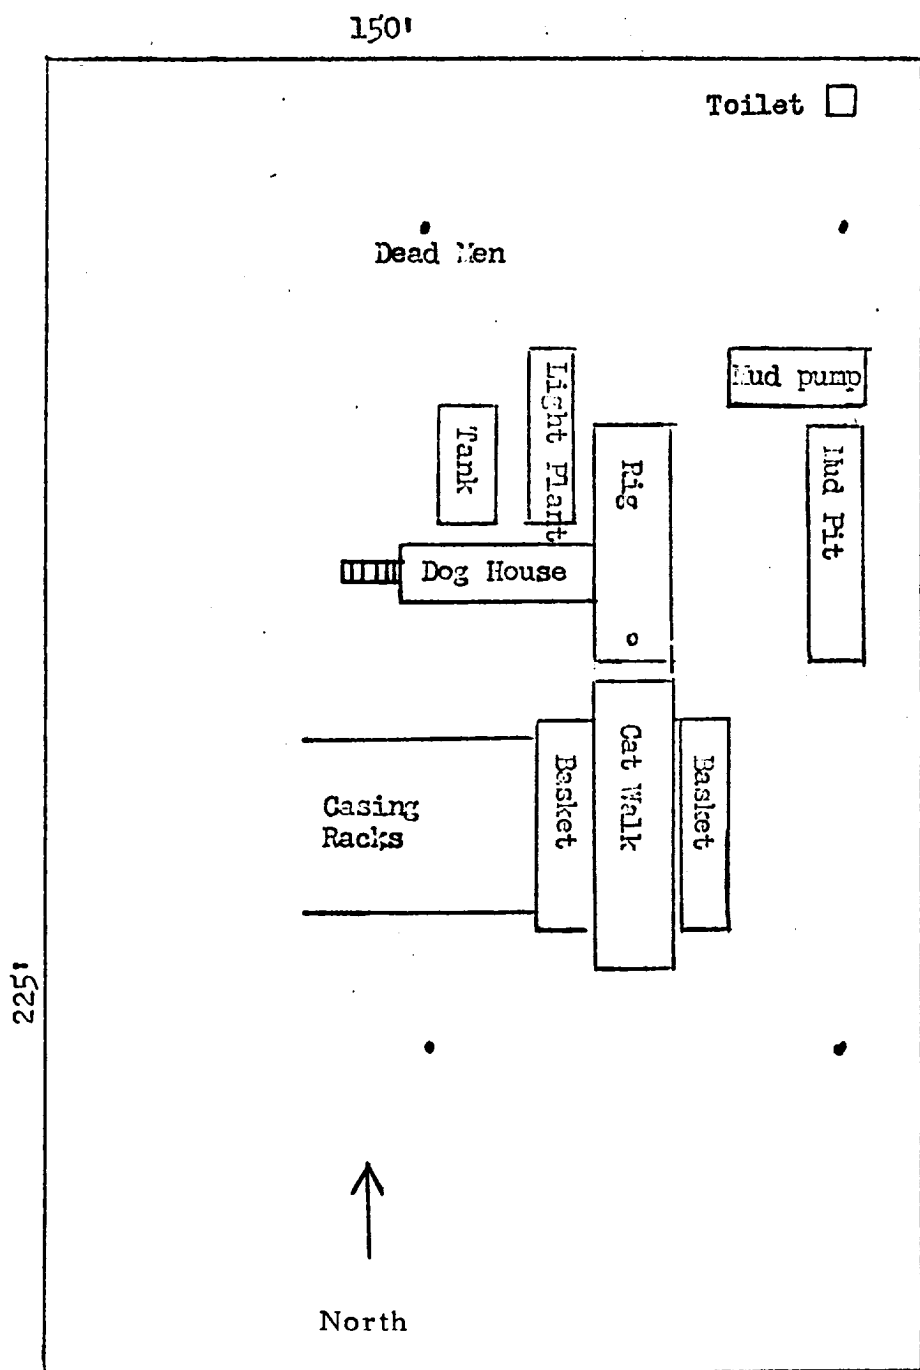 150'
Toilet
Dead Men
Mud pump
Light Plant
Tank
Rig
Mud Pit
Dog House
Cat Walk
Basket
Basket
Casing
Racks
225'
North